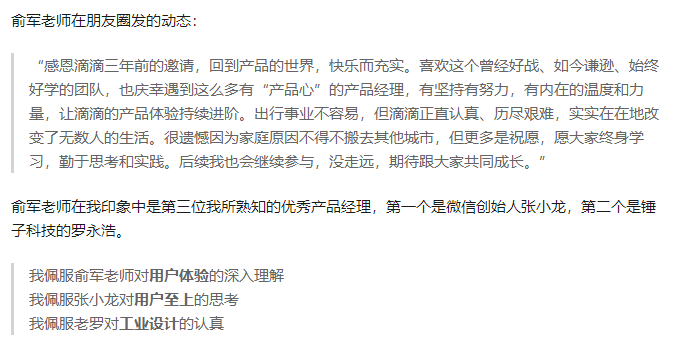 俞军老师在朋友圈发的动态：
“感恩滴滴三年前的邀请，回到产品的世界，快乐而充实。喜欢这个曾经好战、如今谦逊、始终
好学的团队，也庆幸遇到这么多有“产品心”的产品经理，有坚持有努力，有内在的温度和力
量，让滴滴的产品体验持续进阶。出行事业不容易，但滴滴正直认真、历尽艰难，实实在在地改
变了无数人的生活。很遗憾因为家庭原因不得不搬去其他城市，但更多是祝愿，愿大家终身学
习，勤于思考和实践。后续我也会继续参与，没走远，期待跟大家共同成长。”
俞军老师在我印象中是第三位我所熟知的优秀产品经理，第一个是微信创始人张小龙，第二个是锤
子科技的罗永浩。
我佩服俞军老师对用户体验的深入理解
我佩服张小龙对用户至上的思考
我佩服老罗对工业设计的认真